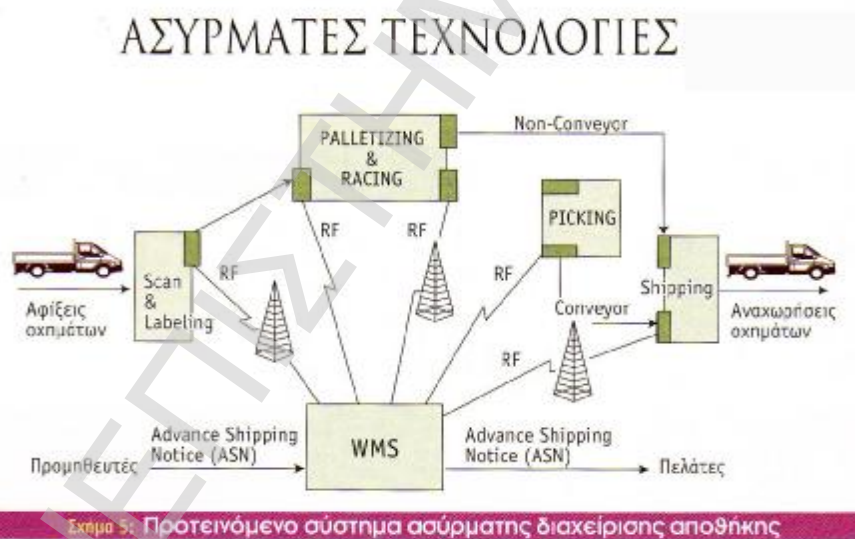 ΑΣΥΡΜΑΤΕΣ ΤΕΧΝΟΛΟΓΙΕΣ
PALLETIZING
&
RACING
Non-Conveyor
PICKING
RF
RF
RF
RF
RF
Scan
&
Labeling
Shipping
Conveyor
Αφίξεις
οχημάτων
Αναχωρήσεις
οχημάτων
WMS
Προμηθευτές
Advance Shipping
Notice (ASN)
Advance Shipping
Notice (ASN)
Πελάτες
Σχήμα 5: Προτεινόμενο σύστημα ασύρματης διαχείρισης αποθήκης